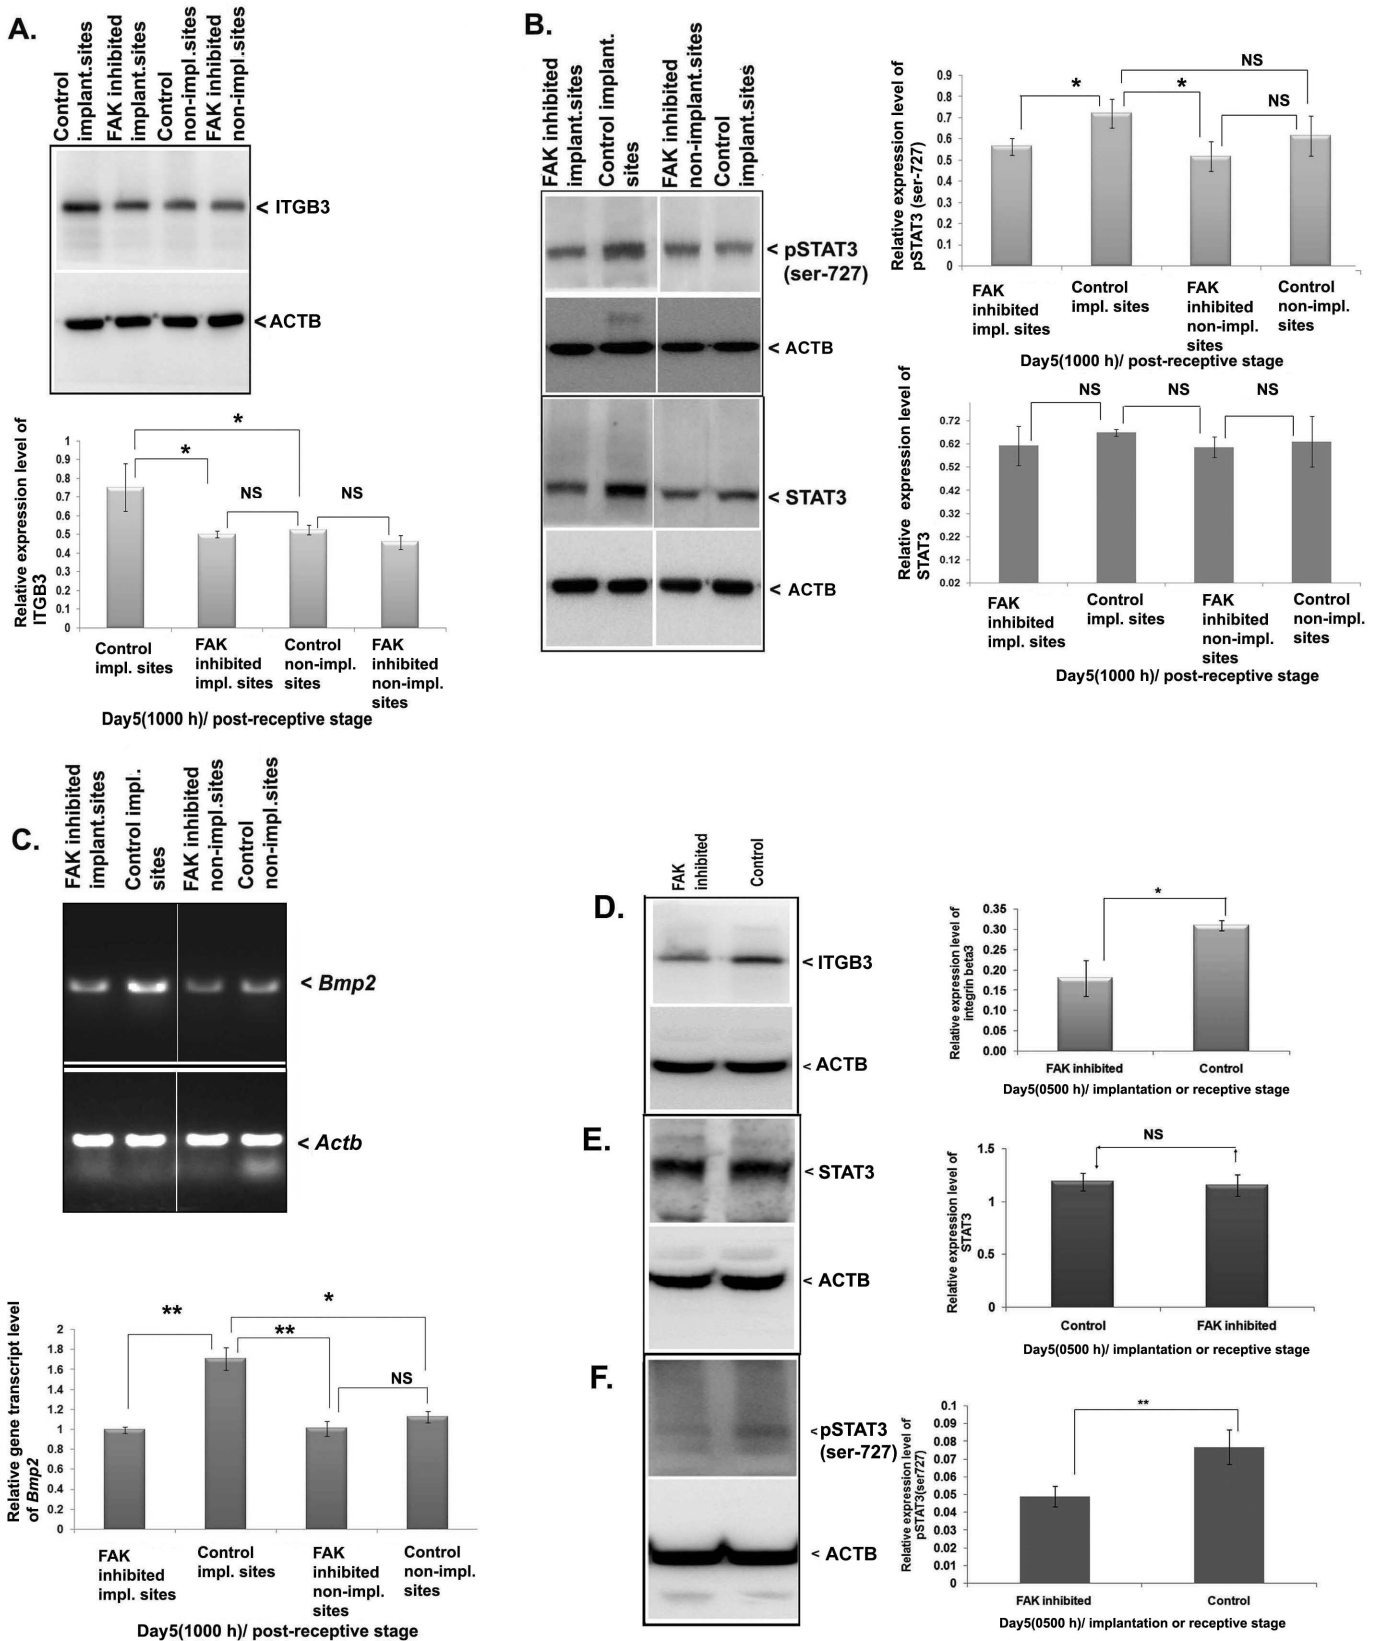 A.
Control
implant.sites
FAK inhibited
implant.sites
Control
non-impl.sites
FAK inhibited
non-impl.sites
< ITGB3
< ACTB
Relative expression level of
ITGB3
1
0.9
0.8
0.7
0.6
0.5
0.4
0.3
0.2
0.1
0
*
*
NS
NS
Control
impl. sites
FAK
inhibited
impl. sites
Control
non-impl.
sites
FAK
inhibited
non-impl.
sites
Day5(1000 h)/ post-receptive stage
B.
FAK inhibited
implant.sites
Control implant.
sites
FAK inhibited
non-implant.sites
Control
implant.sites
< pSTAT3
(ser-727)
< ACTB
< STAT3
< ACTB
Relative expression level of
pSTAT3 (ser-727)
0.9
0.8
0.7
0.6
0.5
0.4
0.3
0.2
0.1
0
*
*
NS
NS
FAK
inhibited
impl. sites
Control
impl. sites
FAK
inhibited
non-impl.
sites
Control
non-impl.
sites
Day5(1000 h)/ post-receptive stage
Relative expression level of
STAT3
0.72
0.62
0.52
0.42
0.32
0.22
0.12
0.02
NS
NS
NS
FAK
inhibited
impl. sites
Control
impl. sites
FAK
inhibited
non-impl.
sites
Control
non-impl.
sites
Day5(1000 h)/ post-receptive stage
C.
FAK inhibited
implant.sites
Control impl.
sites
FAK inhibited
non-impl.sites
Control
non-impl.sites
< Bmp2
< Actb
Relative gene transcript level
of Bmp2
2
1.8
1.6
1.4
1.2
1
0.8
0.6
0.4
0.2
0
**
**
*
NS
FAK
inhibited
impl. sites
Control
impl. sites
FAK
inhibited
non-impl.
sites
Control
non-impl.
sites
Day5(1000 h)/ post-receptive stage
FAK
inhibited
Control
D.
< ITGB3
< ACTB
Relative expression level of
integrin beta3
0.35
0.30
0.25
0.20
0.15
0.10
0.05
0.00
*
FAK inhibited
Control
Day5(0500 h)/ implantation or receptive stage
E.
< STAT3
< ACTB
Relative expression level of
STAT3
1.5
1
0.5
0
NS
Control
FAK inhibited
Day5(0500 h)/ implantation or receptive stage
F.
<pSTAT3
(ser-727)
< ACTB
Relative expression level of
pSTAT3(ser727)
0.1
0.09
0.08
0.07
0.06
0.05
0.04
0.03
0.02
0.01
0
**
FAK inhibited
Control
Day5(0500 h)/ implantation or receptive stage